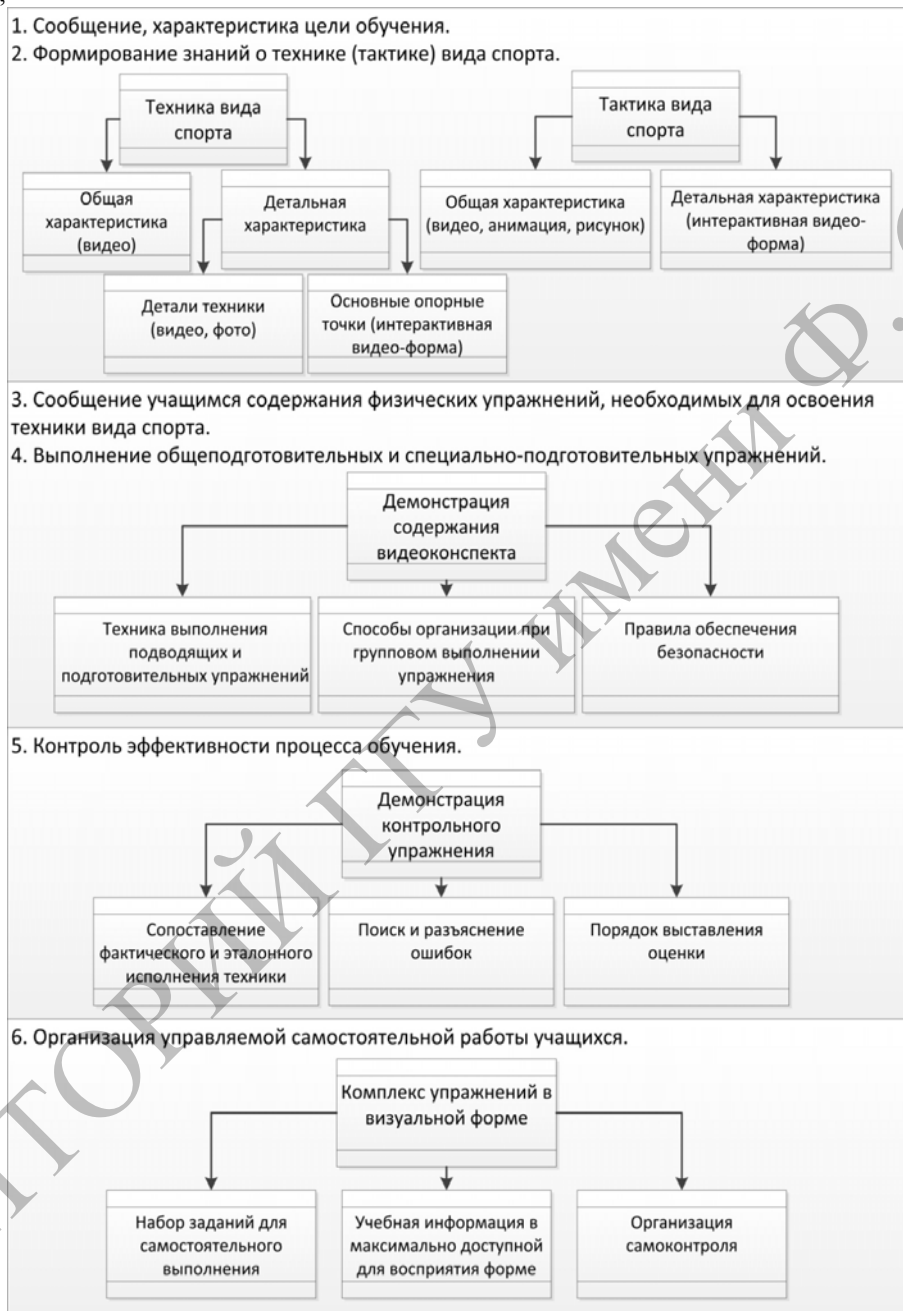 1. Сообщение, характеристика цели обучения.
2. Формирование знаний о технике (тактике) вида спорта.
Техника вида
спорта
Тактика вида
спорта
Общая
характеристика
(видео)
Детальная
характеристика
Общая характеристика
(видео, анимация, рисунок)
Детальная характеристика
(интерактивная видео-
форма)
Детали техники
(видео, фото)
Основные опорные
точки (интерактивная
видео-форма)
3. Сообщение учащимся содержания физических упражнений, необходимых для освоения
техники вида спорта.
4. Выполнение общеподготовительных и специально-подготовительных упражнений.
Демонстрация
содержания
видеоконспекта
Техника выполнения
подводящих и
подготовительных упражнений
Способы организации при
групповом выполнении
упражнения
Правила обеспечения
безопасности
5. Контроль эффективности процесса обучения.
Демонстрация
контрольного
упражнения
Сопоставление
фактического и эталонного
исполнения техники
Поиск и разъяснение
ошибок
Порядок выставления
оценки
6. Организация управляемой самостоятельной работы учащихся.
Комплекс упражнений в
визуальной форме
Набор заданий для
самостоятельного
выполнения
Учебная информация в
максимально доступной
для восприятия форме
Организация
самоконтроля
ТОРИЙ ГГУ имени Ф.